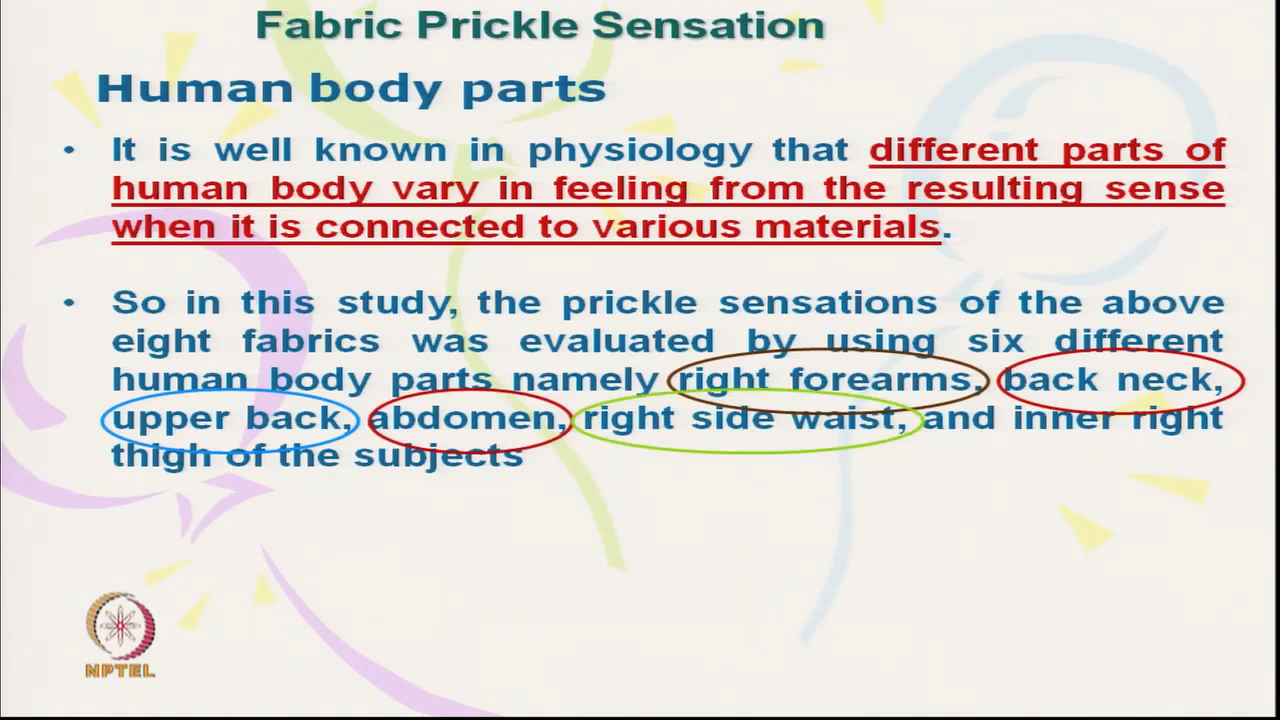 Fabric Prickle Sensation
Human body parts
• It is well known in physiology that different parts of
human body vary in feeling from the resulting sense
when it is connected to various materials.
• So in this study, the prickle sensations of the above
eight fabrics was evaluated by using six different
human body parts namely right forearms, back neck,
upper back, abdomen, right side waist, and inner right
thigh of the subjects
NPTEL